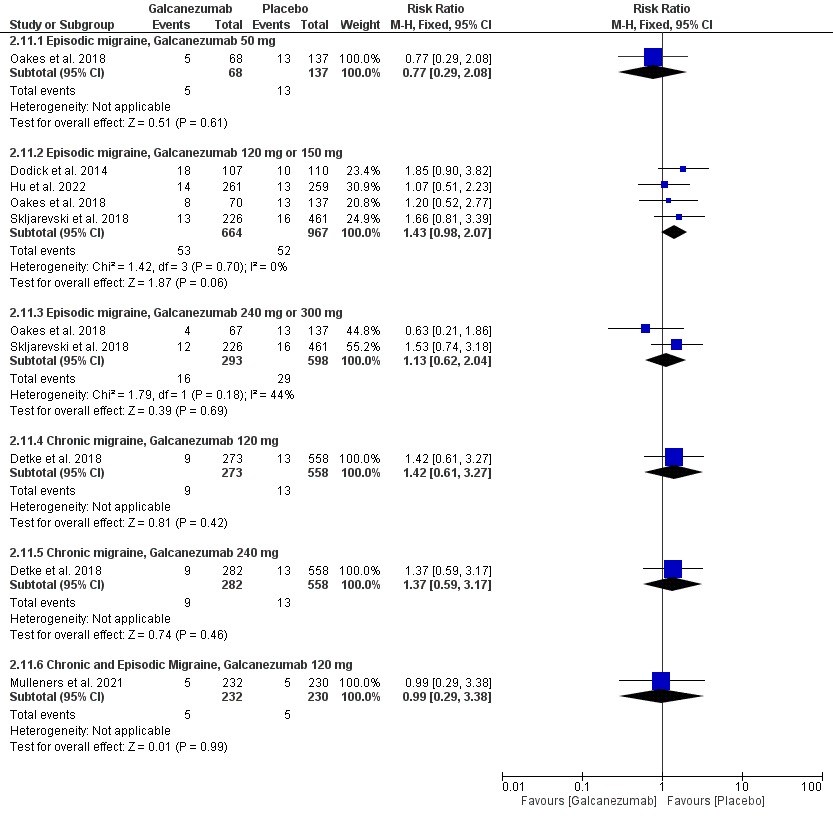 Galcanezumab Placebo Risk Ratio Risk Ratio
Study or Subgroup Events Total Events Total Weight M-H, Fixed, 95% CI M-H, Fixed, 95% CI
2.11.1 Episodic migraine, Galcanezumab 50 mg
Oakes et al. 2018 5 68 13 137 100.0% 0.77 [0.29, 2.08]
Subtotal (95% CI) 68 137 100.0% 0.77 [0.29, 2.08]
Total events 5 13
Heterogeneity: Not applicable
Test for overall effect: Z = 0.51 (P = 0.61)
2.11.2 Episodic migraine, Galcanezumab 120 mg or 150 mg
Dodick et al. 2014 18 107 10 110 23.4% 1.85 [0.90, 3.82]
Hu et al. 2022 14 261 13 259 30.9% 1.07 [0.51, 2.23]
Oakes et al. 2018 8 70 13 137 20.8% 1.20 [0.52, 2.77]
Skljarevski et al. 2018 13 226 16 461 24.9% 1.66 [0.81, 3.39]
Subtotal (95% CI) 664 967 100.0% 1.43 [0.98, 2.07]
Total events 53 52
Heterogeneity: Chi² = 1.42, df = 3 (P = 0.70); I² = 0%
Test for overall effect: Z = 1.87 (P = 0.06)
2.11.3 Episodic migraine, Galcanezumab 240 mg or 300 mg
Oakes et al. 2018 4 67 13 137 44.8% 0.63 [0.21, 1.86]
Skljarevski et al. 2018 12 226 16 461 55.2% 1.53 [0.74, 3.18]
Subtotal (95% CI) 293 598 100.0% 1.13 [0.62, 2.04]
Total events 16 29
Heterogeneity: Chi² = 1.79, df = 1 (P = 0.18); I² = 44%
Test for overall effect: Z = 0.39 (P = 0.69)
2.11.4 Chronic migraine, Galcanezumab 120 mg
Detke et al. 2018 9 273 13 558 100.0% 1.42 [0.61, 3.27]
Subtotal (95% CI) 273 558 100.0% 1.42 [0.61, 3.27]
Total events 9 13
Heterogeneity: Not applicable
Test for overall effect: Z = 0.81 (P = 0.42)
2.11.5 Chronic migraine, Galcanezumab 240 mg
Detke et al. 2018 9 282 13 558 100.0% 1.37 [0.59, 3.17]
Subtotal (95% CI) 282 558 100.0% 1.37 [0.59, 3.17]
Total events 9 13
Heterogeneity: Not applicable
Test for overall effect: Z = 0.74 (P = 0.46)
2.11.6 Chronic and Episodic Migraine, Galcanezumab 120 mg
Mulleners et al. 2021 5 232 5 230 100.0% 0.99 [0.29, 3.38]
Subtotal (95% CI) 232 230 100.0% 0.99 [0.29, 3.38]
Total events 5 5
Heterogeneity: Not applicable
Test for overall effect: Z = 0.01 (P = 0.99)
0.01 0.1 1 10 100
Favours [Galcanezumab] Favours [Placebo]